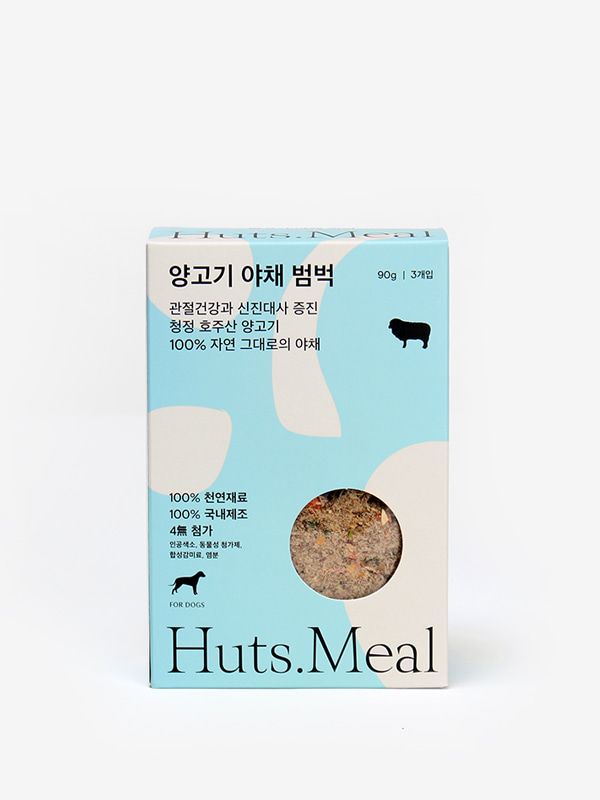 Huts.Meal
양고기 야채 범벅
90g | 3개입
관절건강과 신진대사 증진
청정 호주산 양고기
100% 자연 그대로의 야채
100% 천연재료
100% 국내제조
4無 첨가
인공색소, 동물성 첨가제,
합성감미료, 염분
FOR DOGS
Huts.Meal